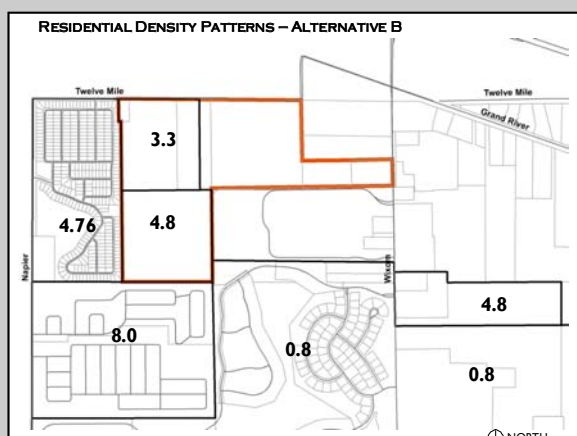 RESIDENTIAL DENSITY PATTERNS – ALTERNATIVE B
Twelve Mile
Twelve Mile
Grand River
3.3
4.76
4.8
Napier
Wixom
4.8
8.0
0.8
0.8
NORTH